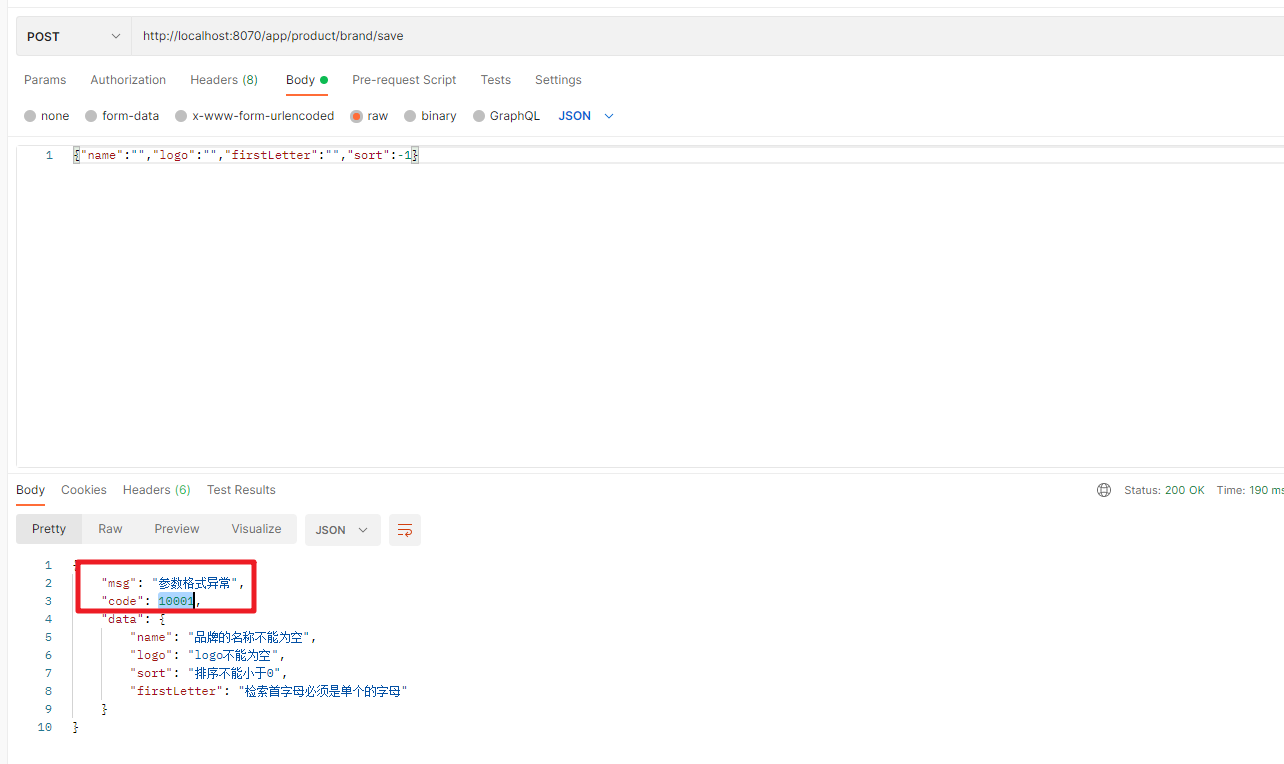 POST http://localhost:8070/app/product/brand/save
Params Authorization Headers (8) Body Pre-request Script Tests Settings
none form-data x-www-form-urlencoded raw binary GraphQL JSON
1 {"name":"","logo":"","firstLetter":"","sort":-1}
Body Cookies Headers (6) Test Results Status: 200 OK Time: 190 ms
Pretty Raw Preview Visualize JSON
1 {
2 "msg": "参数格式异常",
3 "code": 10001,
4 "data": {
5 "name": "品牌的名称不能为空",
6 "logo": "logo不能为空",
7 "sort": "排序不能小于0",
8 "firstLetter": "检索首字母必须是单个的字母"
9 }
10 }